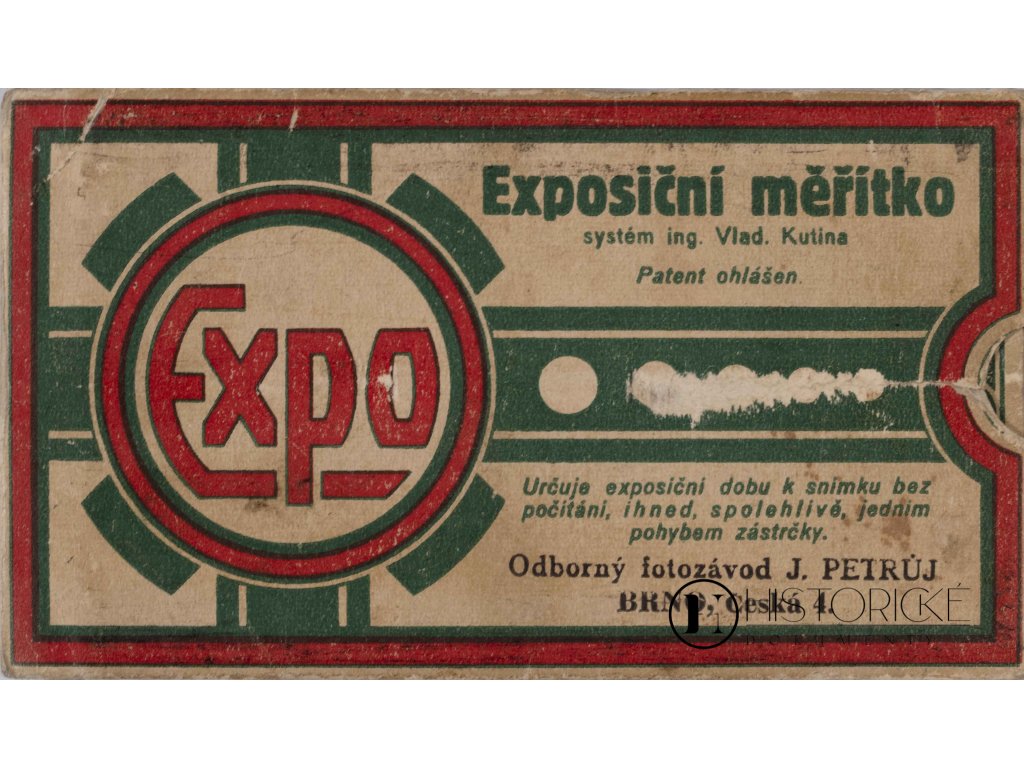 Exposiční měřítko
systém ing. Vlad. Kutina
Patent ohlášen.
Expo
Určuje exposiční dobu k snímku bez
počítání, ihned, spolehlivě, jedním
pohybem zástrčky.
Odborný fotozávod J. PETRŮJ
BRNO, Česká 4.
HISTORICKÉ